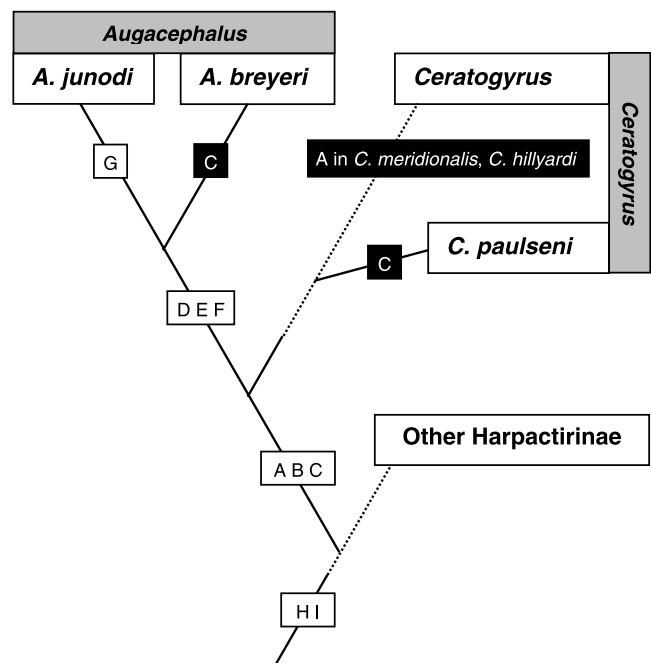 Augacephalus
A. junodi
A. breyeri
Ceratogyrus
Ceratogyrus
G
C
A in C. meridionalis, C. hillyardi
C. paulseni
C
D E F
Other Harpactirinae
A B C
H I